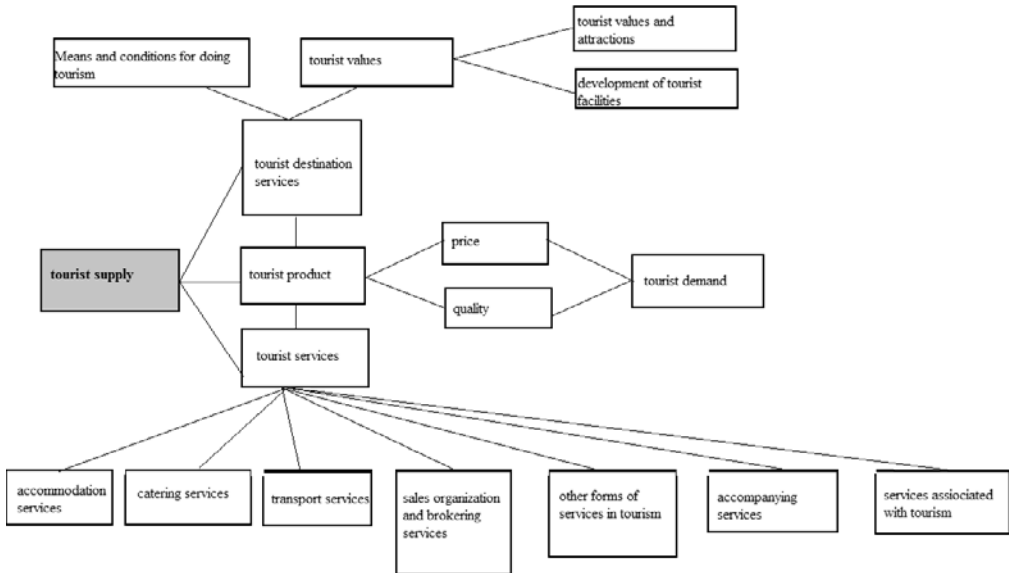 Means and conditions for doing
tourism
tourist values
tourist values and
attractions
development of tourist
facilities
tourist destination
services
tourist supply
tourist product
price
quality
tourist demand
tourist services
accommodation
services
catering services
transport services
sales organization
and brokering
services
other forms of
services in tourism
accompanying
services
services assiociated
with tourism